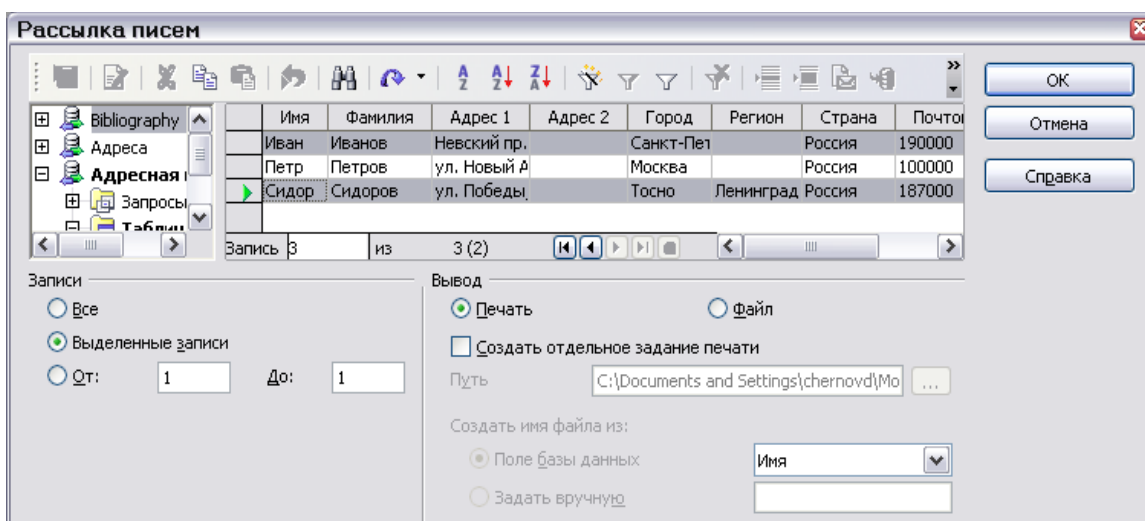 Рассылка писем
ОК
Отмена
Справка
Bibliography
Адреса
Адресная
Запросы
Имя Фамилия Адрес 1 Адрес 2 Город Регион Страна Почто
Иван Иванов Невский пр. Санкт-Пет Россия 190000
Петр Петров ул. Новый А Москва Россия 100000
Сидор Сидоров ул. Победы Тосно Ленинград Россия 187000
Запись 3 из 3 (2)
Записи
Все
Выделенные записи
От: 1 До: 1
Вывод
Печать Файл
Создать отдельное задание печати
Путь C:\Documents and Settings\chernovd\Mo ...
Создать имя файла из:
Поле базы данных Имя
Задать вручную